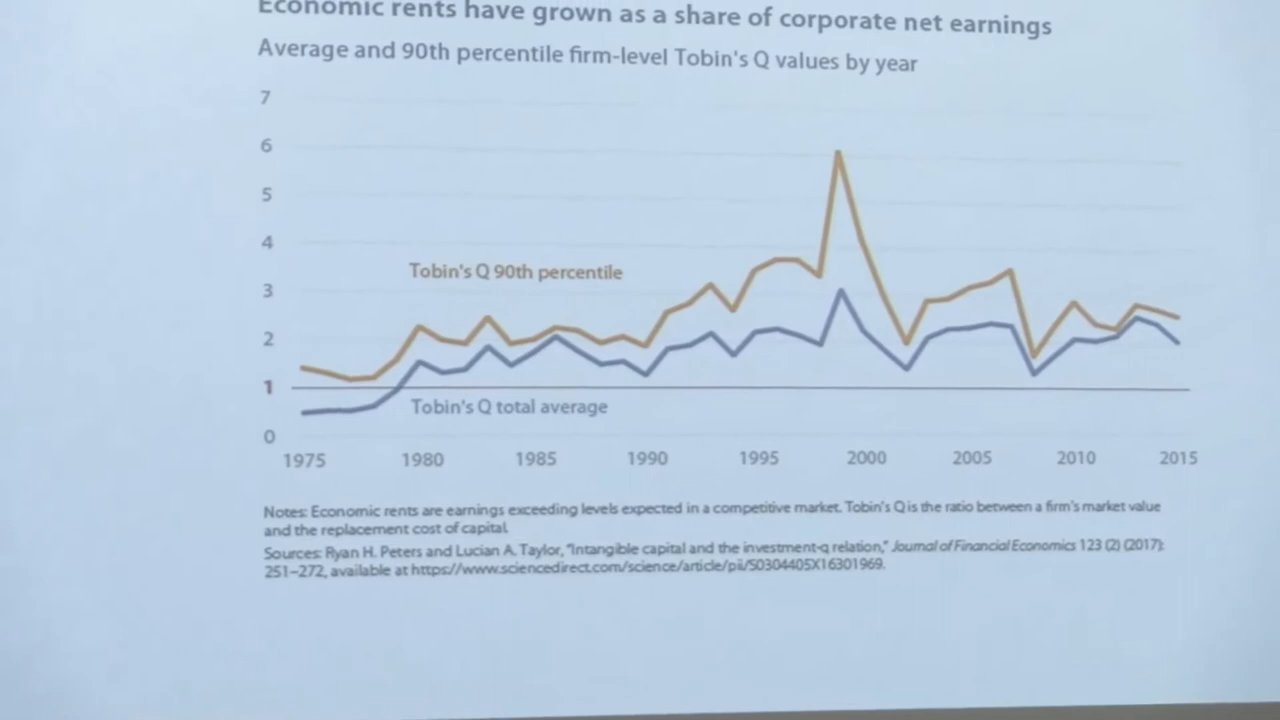 Economic rents have grown as a share of corporate net earnings
Average and 90th percentile firm-level Tobin's Q values by year
7
6
5
4
Tobin's Q 90th percentile
3
2
1
Tobin's Q total average
0
1975 1980 1985 1990 1995 2000 2005 2010 2015
Notes: Economic rents are earnings exceeding levels expected in a competitive market. Tobin's Q is the ratio between a firm's market value
and the replacement cost of capital.
Sources: Ryan H. Peters and Lucian A. Taylor, "Intangible capital and the investment-q relation," Journal of Financial Economics 123 (2) (2017):
251–272, available at https://www.sciencedirect.com/science/article/pii/S0304405X16301969.